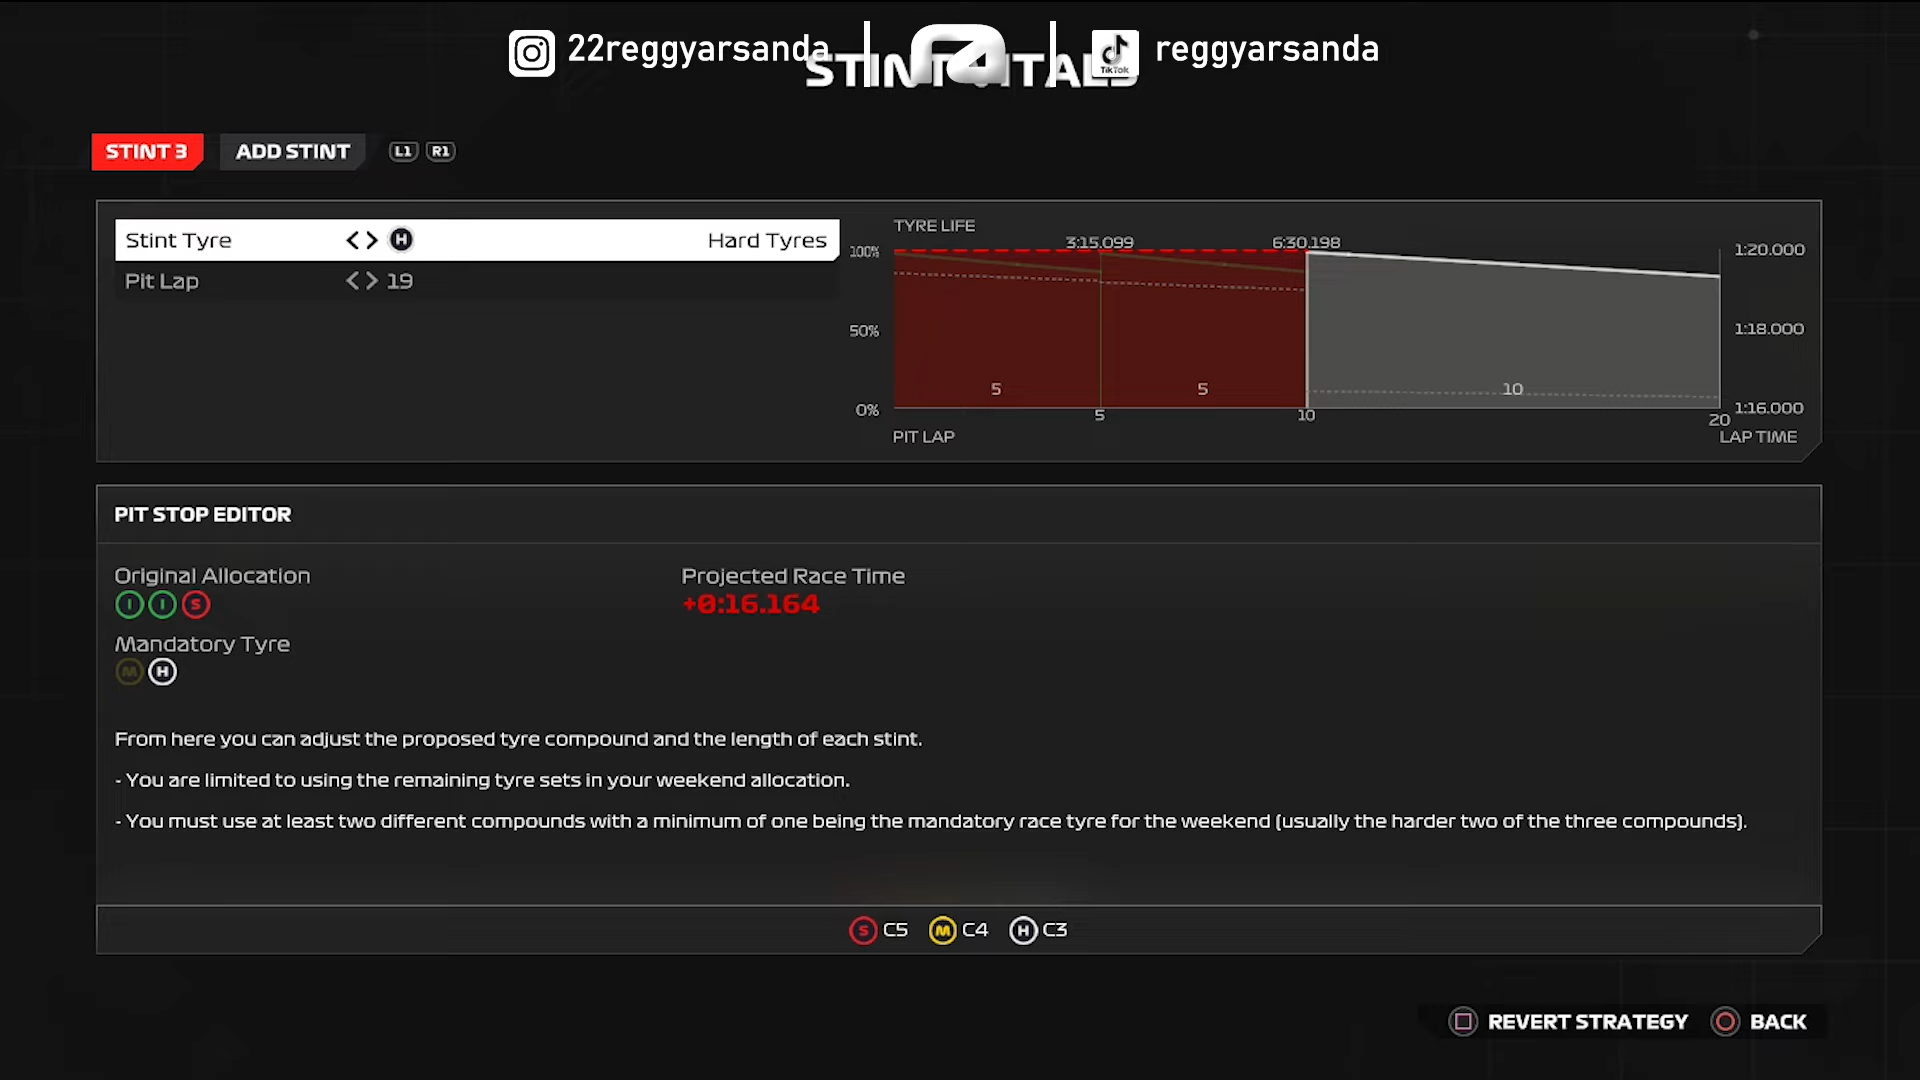 22reggyarsanda
reggyarsanda
TikTok
STINT 3
ADD STINT
L1 R1
Stint Tyre < > H Hard Tyres
Pit Lap < > 19
TYRE LIFE
3:15.099 6:30.198
100% 1:20.000
50% 1:18.000
5 5 10
0% 1:16.000
5 10 20
PIT LAP LAP TIME
PIT STOP EDITOR
Original Allocation Projected Race Time
I I S +0:16.164
Mandatory Tyre
M H
From here you can adjust the proposed tyre compound and the length of each stint.
- You are limited to using the remaining tyre sets in your weekend allocation.
- You must use at least two different compounds with a minimum of one being the mandatory race tyre for the weekend (usually the harder two of the three compounds).
S C5 M C4 H C3
REVERT STRATEGY BACK